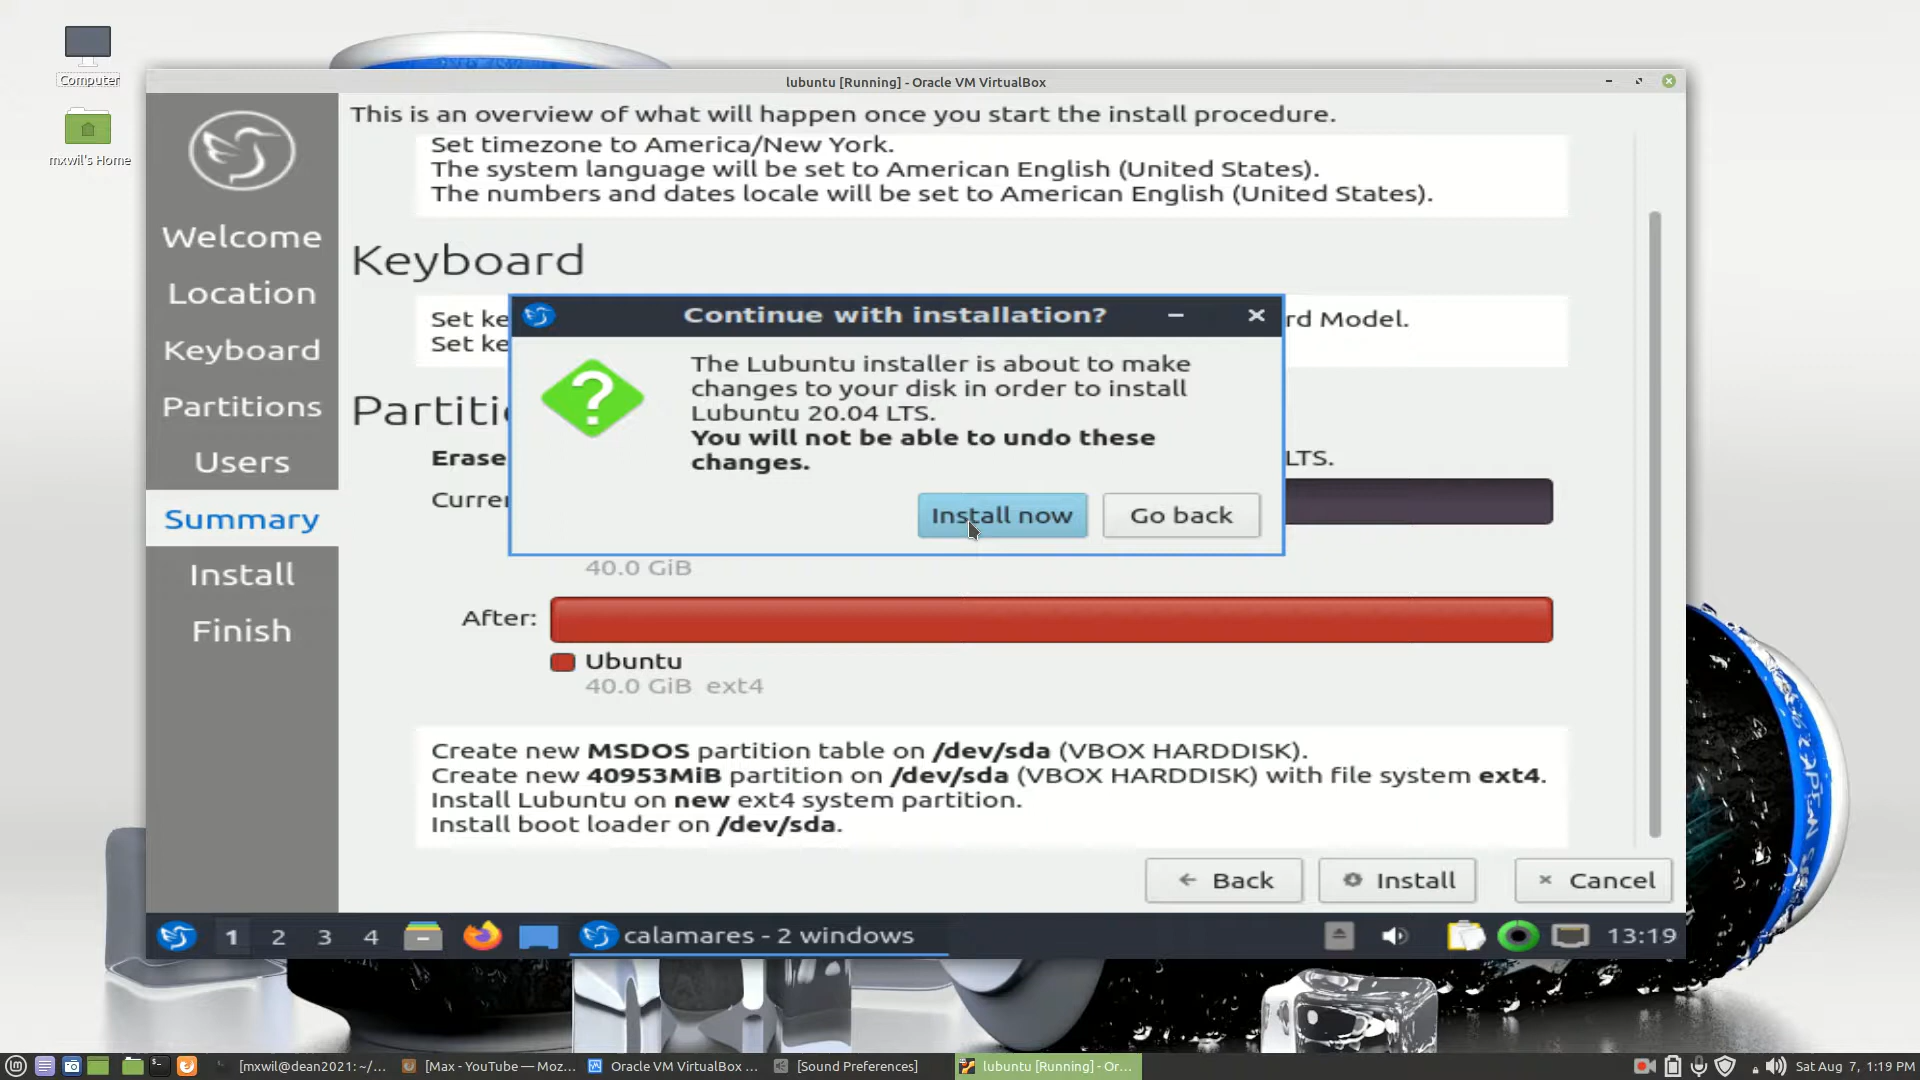 Computer
mxwil's Home
lubuntu [Running] - Oracle VM VirtualBox
Welcome
Location
Keyboard
Partitions
Users
Summary
Install
Finish
This is an overview of what will happen once you start the install procedure.
Set timezone to America/New York.
The system language will be set to American English (United States).
The numbers and dates locale will be set to American English (United States).
Keyboard
Set ke
rd Model.
Set ke
Partiti
Erase
LTS.
Curre
40.0 GiB
Continue with installation?
The Lubuntu installer is about to make
changes to your disk in order to install
Lubuntu 20.04 LTS.
You will not be able to undo these
changes.
Install now
Go back
After:
Ubuntu
40.0 GiB ext4
Create new MSDOS partition table on /dev/sda (VBOX HARDDISK).
Create new 40953MiB partition on /dev/sda (VBOX HARDDISK) with file system ext4.
Install Lubuntu on new ext4 system partition.
Install boot loader on /dev/sda.
Back
Install
Cancel
1 2 3 4
calamares - 2 windows
13:19
[mxwil@dean2021: ~/...
[Max - YouTube — Moz...
Oracle VM VirtualBox ...
[Sound Preferences]
lubuntu [Running] - Or...
Sat Aug 7, 1:19 PM